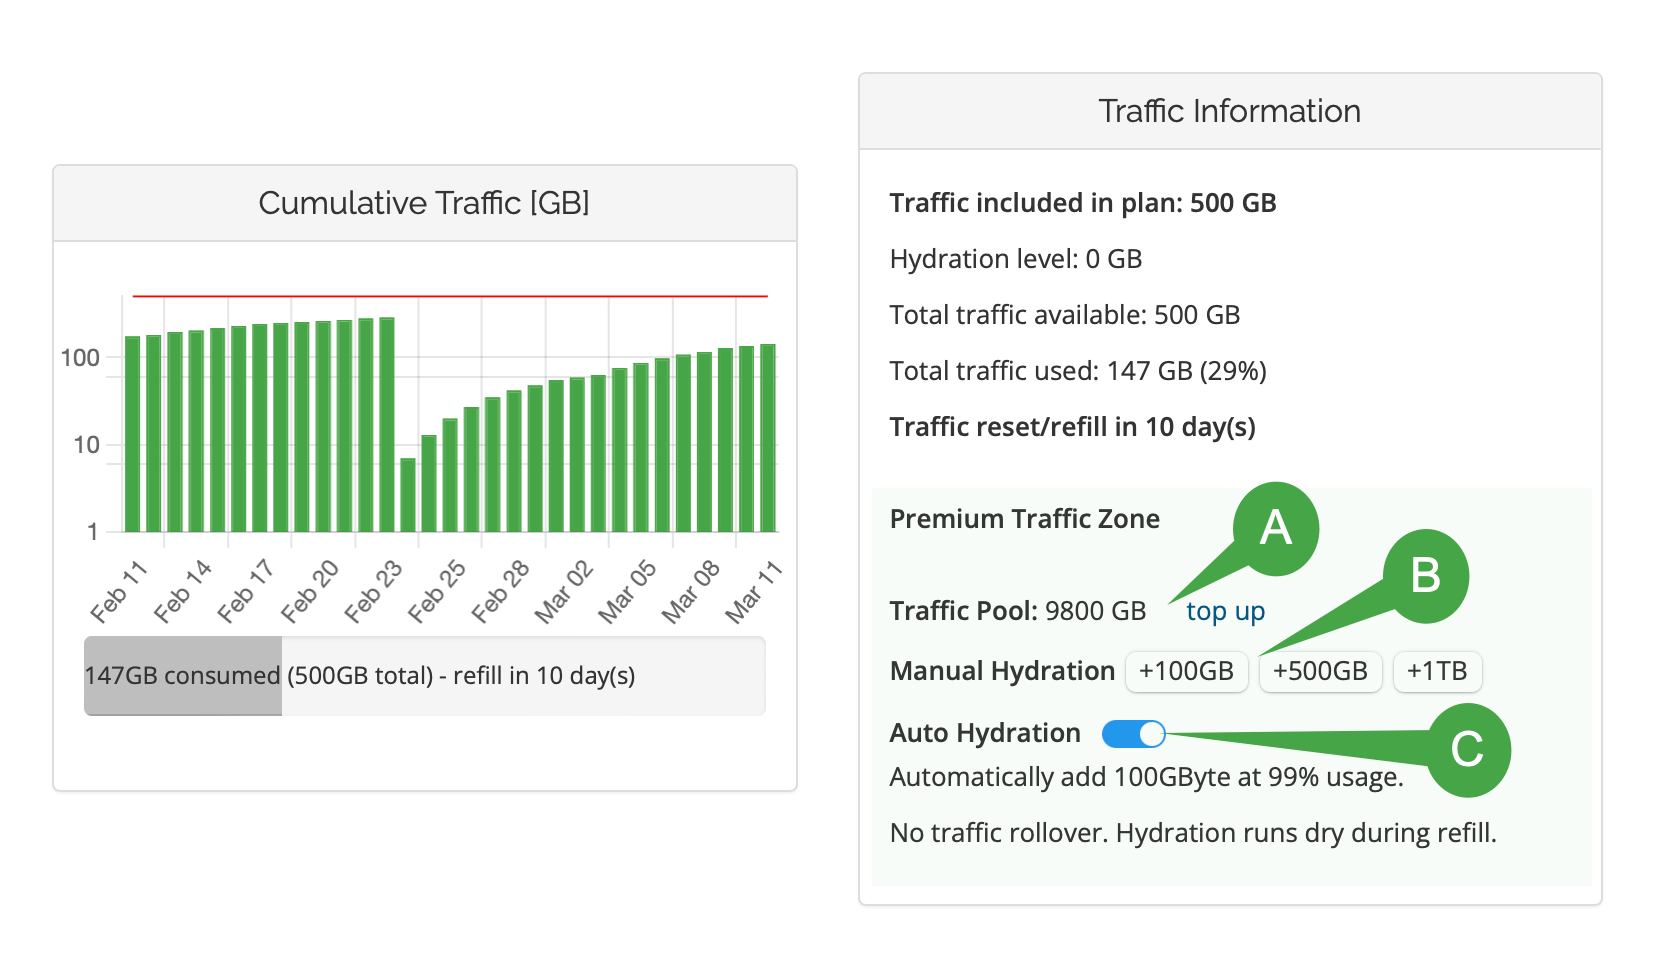 Cumulative Traffic [GB]
100
10
1
Feb 11
Feb 14
Feb 17
Feb 20
Feb 23
Feb 25
Feb 28
Mar 02
Mar 05
Mar 08
Mar 11
147GB consumed (500GB total) - refill in 10 day(s)
Traffic Information
Traffic included in plan: 500 GB
Hydration level: 0 GB
Total traffic available: 500 GB
Total traffic used: 147 GB (29%)
Traffic reset/refill in 10 day(s)
Premium Traffic Zone
A
B
Traffic Pool: 9800 GB top up
Manual Hydration +100GB +500GB +1TB
Auto Hydration
C
Automatically add 100GByte at 99% usage.
No traffic rollover. Hydration runs dry during refill.